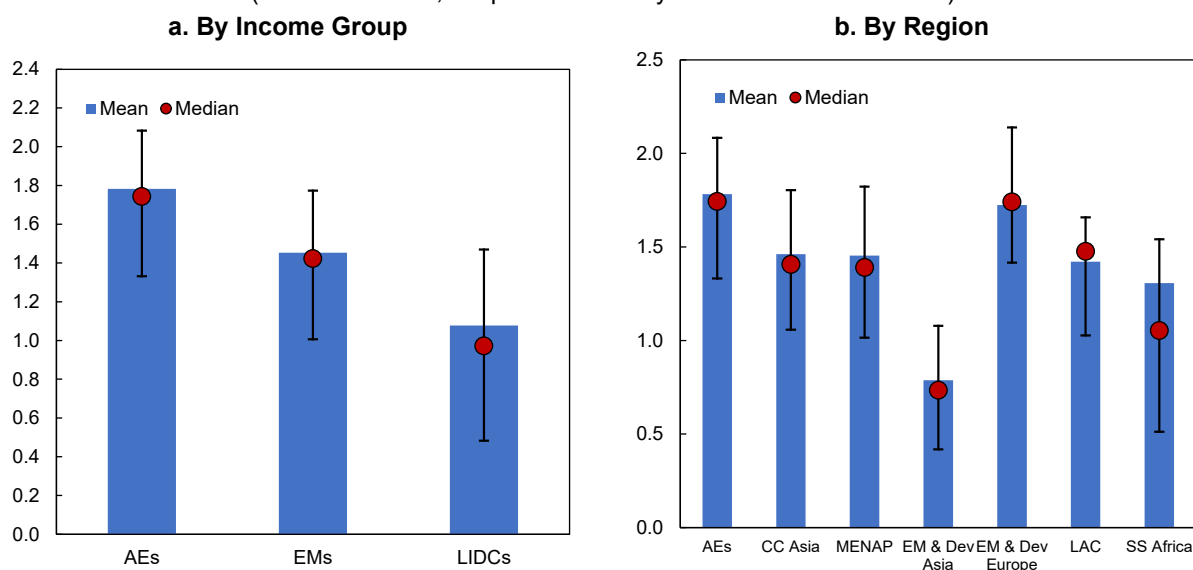 a. By Income Group
b. By Region
2.4
2.2
2.0
1.8
1.6
1.4
1.2
1.0
0.8
0.6
0.4
0.2
0.0
Mean Median
AEs EMs LIDCs
2.5
2.0
1.5
1.0
0.5
0.0
Mean Median
AEs CC Asia MENAP EM & Dev EM & Dev LAC SS Africa
Asia Europe